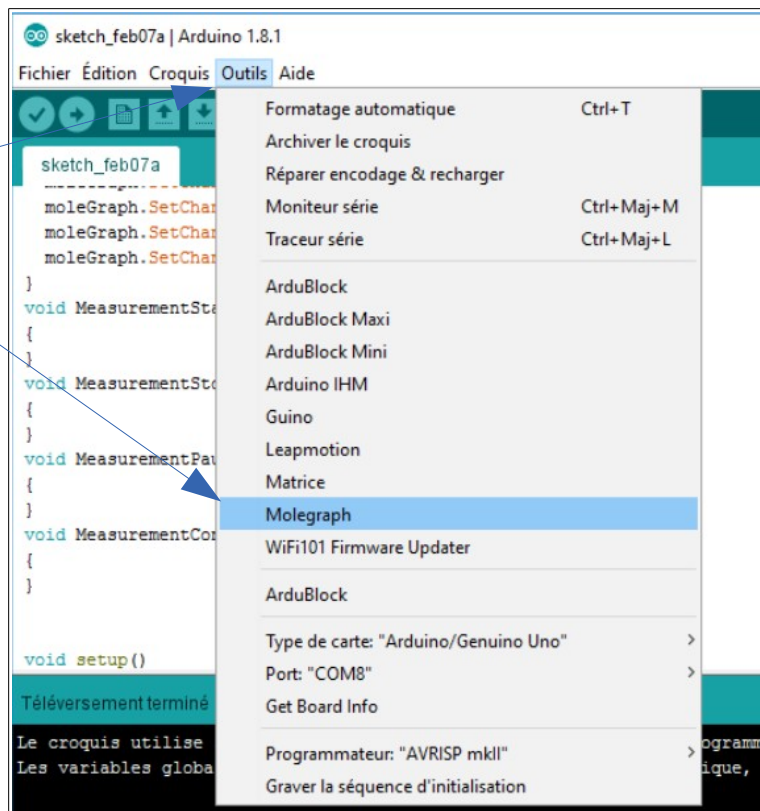 sketch_feb07a | Arduino 1.8.1
Fichier Édition Croquis Outils Aide
sketch_feb07a
Formatage automatique Ctrl+T
Archiver le croquis
Réparer encodage & recharger
Moniteur série Ctrl+Maj+M
Traceur série Ctrl+Maj+L
ArduBlock
ArduBlock Maxi
ArduBlock Mini
Arduino IHM
Guino
Leapmotion
Matrice
Molegraph
WiFi101 Firmware Updater
ArduBlock
Type de carte: "Arduino/Genuino Uno" >
Port: "COM8" >
Get Board Info
Programmateur: "AVRISP mkII" >
Graver la séquence d'initialisation
moleGraph.SetChar
moleGraph.SetChar
moleGraph.SetChar
}
void MeasurementSta
{
}
void MeasurementSto
{
}
void MeasurementPau
{
}
void MeasurementCon
{
}
void setup()
Téléversement terminé
Le croquis utilise ogramm
Les variables globa ique,